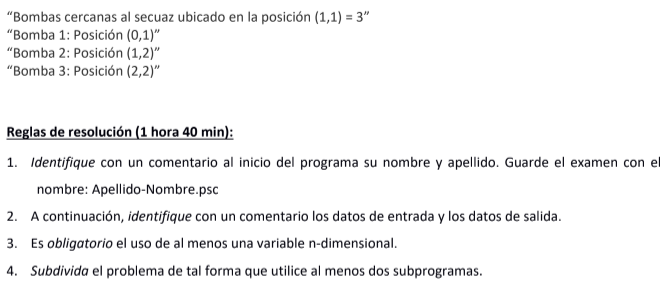 “Bombas cercanas al secuaz ubicado en la posición (1,1) = 3”
“Bomba 1: Posición (0,1)”
“Bomba 2: Posición (1,2)”
“Bomba 3: Posición (2,2)”
Reglas de resolución (1 hora 40 min):
1. Identifique con un comentario al inicio del programa su nombre y apellido. Guarde el examen con el
nombre: Apellido-Nombre.psc
2. A continuación, identifique con un comentario los datos de entrada y los datos de salida.
3. Es obligatorio el uso de al menos una variable n-dimensional.
4. Subdivida el problema de tal forma que utilice al menos dos subprogramas.